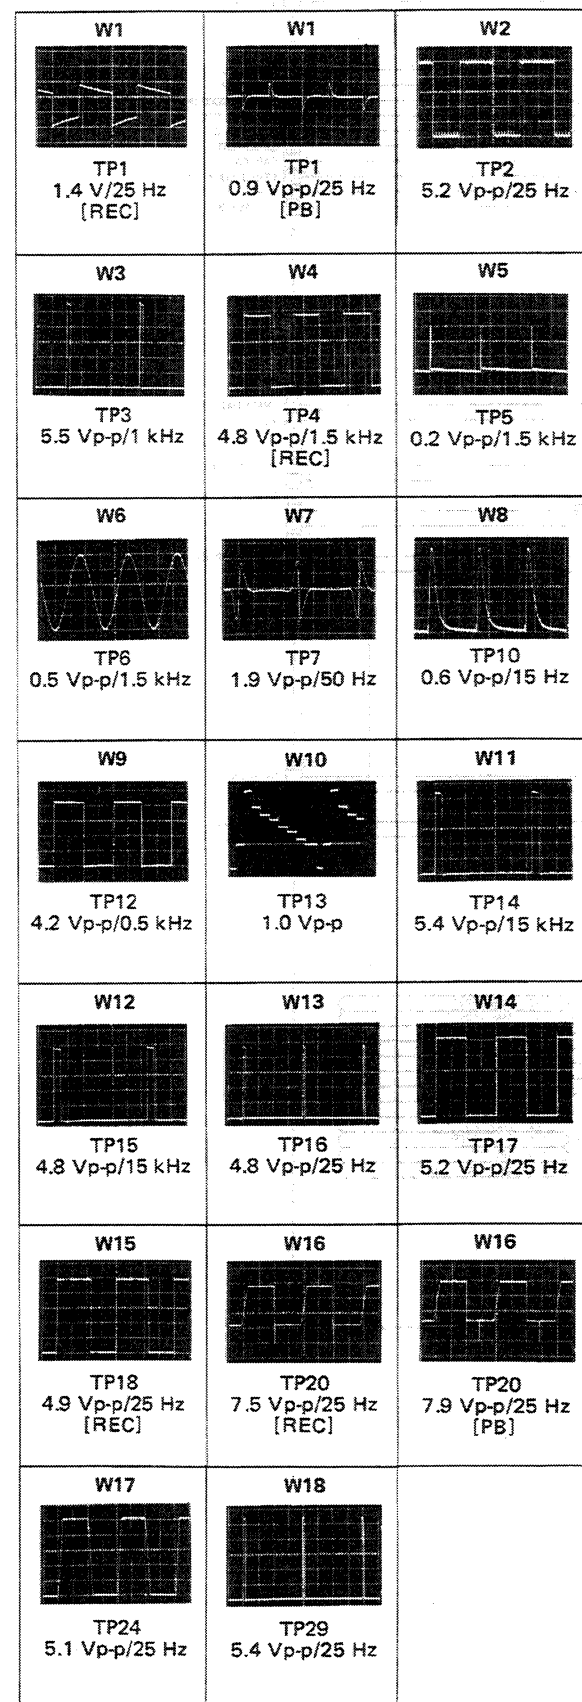 W1
TP1
1.4 V/25 Hz
[REC]
W1
TP1
0.9 Vp-p/25 Hz
[PB]
W2
TP2
5.2 Vp-p/25 Hz
W3
TP3
5.5 Vp-p/1 kHz
W4
TP4
4.8 Vp-p/1.5 kHz
[REC]
W5
TP5
0.2 Vp-p/1.5 kHz
W6
TP6
0.5 Vp-p/1.5 kHz
W7
TP7
1.9 Vp-p/50 Hz
W8
TP10
0.6 Vp-p/15 Hz
W9
TP12
4.2 Vp-p/0.5 kHz
W10
TP13
1.0 Vp-p
W11
TP14
5.4 Vp-p/15 kHz
W12
TP15
4.8 Vp-p/15 kHz
W13
TP16
4.8 Vp-p/25 Hz
W14
TP17
5.2 Vp-p/25 Hz
W15
TP18
4.9 Vp-p/25 Hz
[REC]
W16
TP20
7.5 Vp-p/25 Hz
[REC]
W16
TP20
7.9 Vp-p/25 Hz
[PB]
W17
TP24
5.1 Vp-p/25 Hz
W18
TP29
5.4 Vp-p/25 Hz